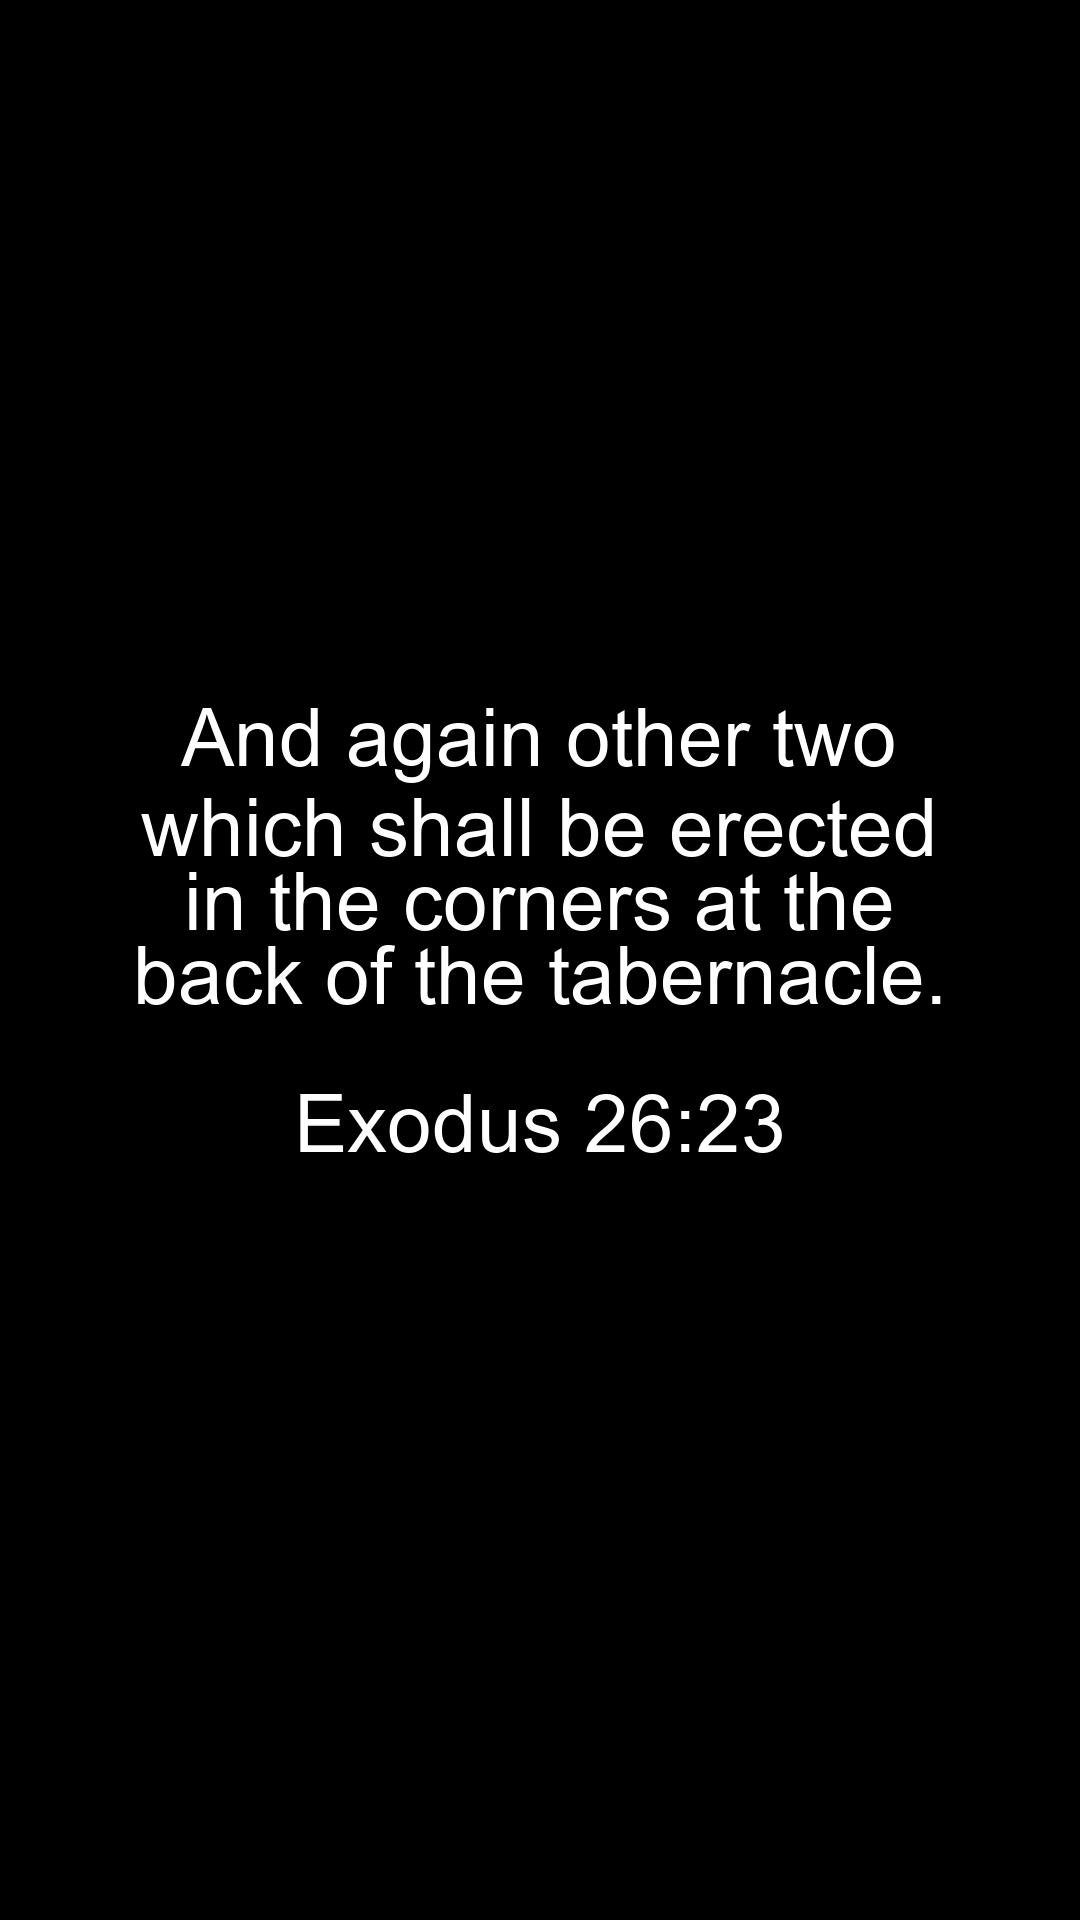 And again other two
which shall be erected
in the corners at the
back of the tabernacle.
Exodus 26:23